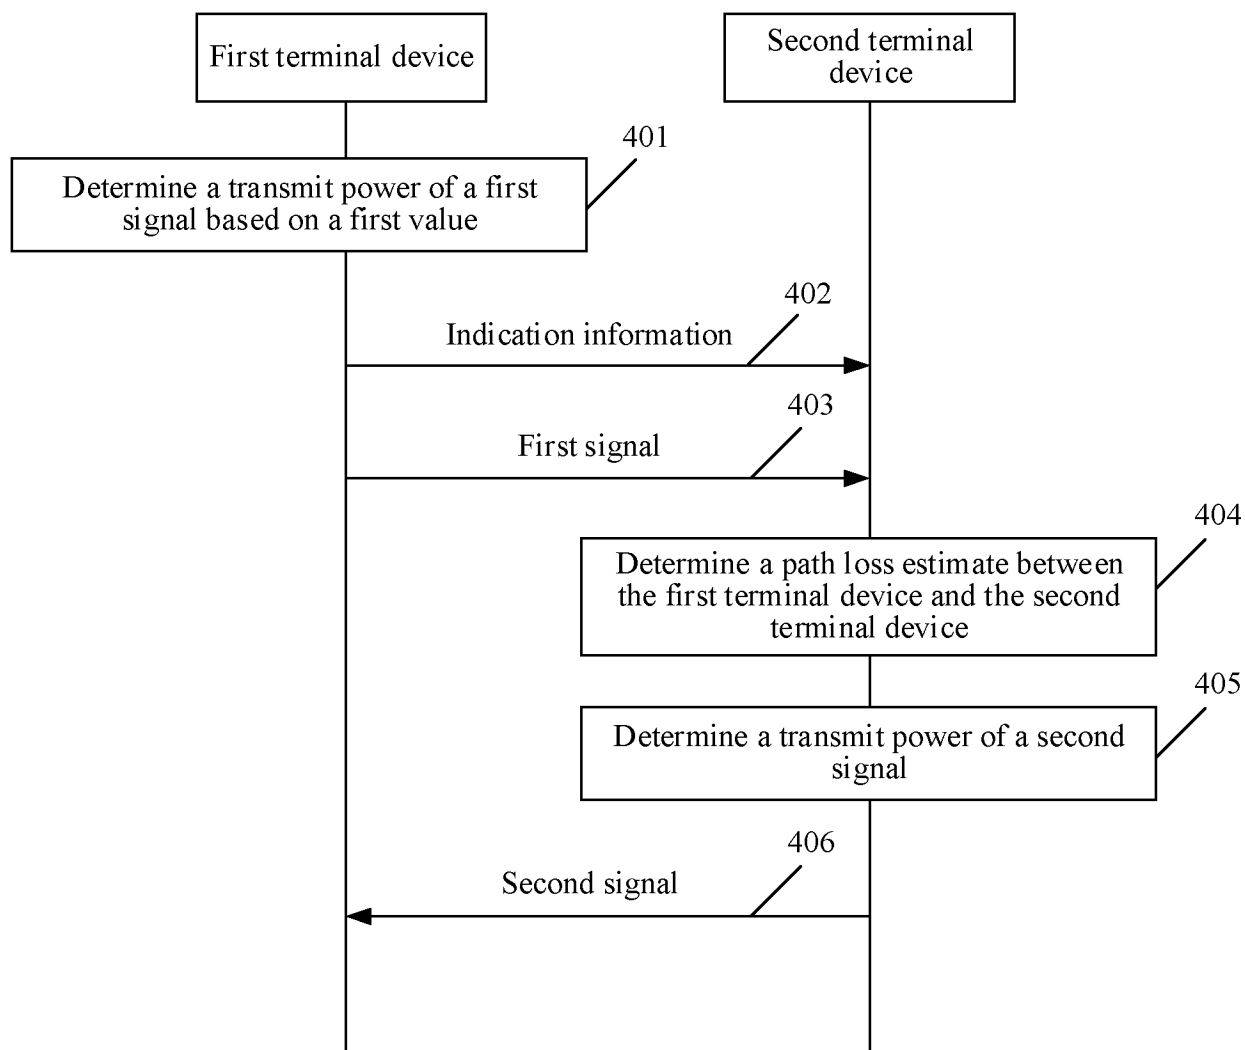 First terminal device
Second terminal
device
401
Determine a transmit power of a first
signal based on a first value
402
Indication information
403
First signal
404
Determine a path loss estimate between
the first terminal device and the second
terminal device
405
Determine a transmit power of a second
signal
406
Second signal